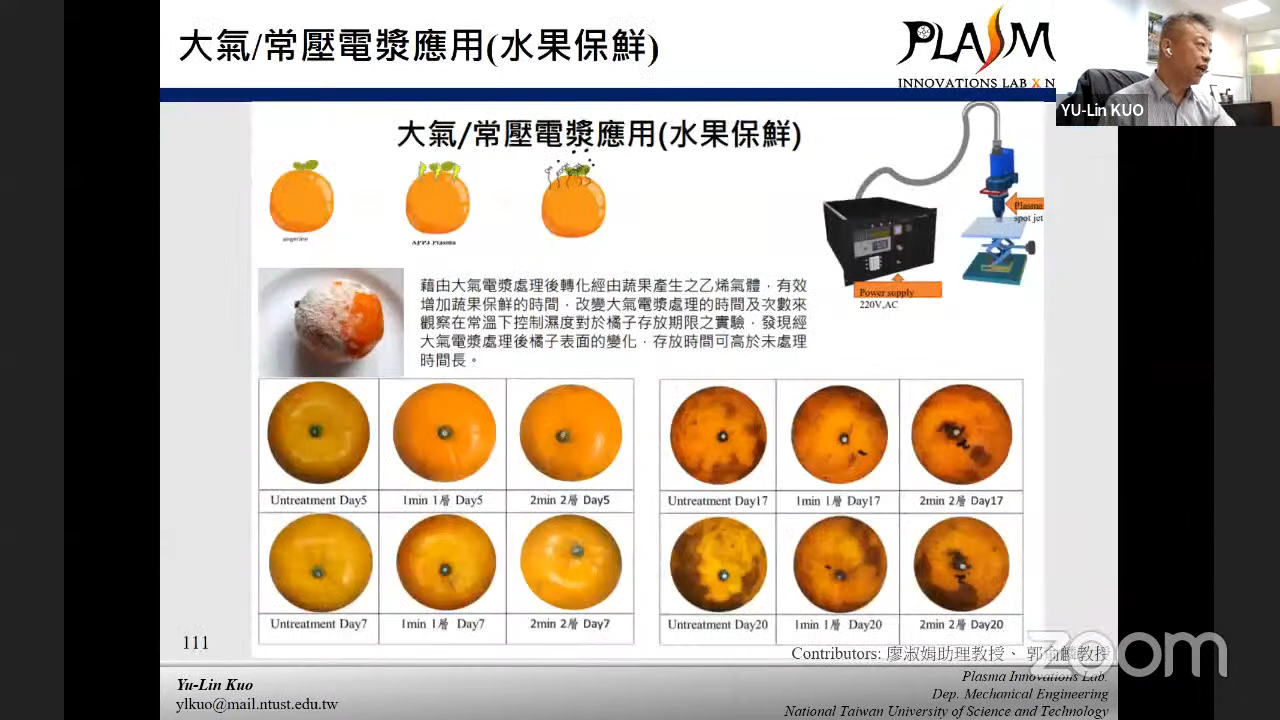 大氣/常壓電漿應用(水果保鮮)
PLASM
INNOVATIONS LAB X N
YU-Lin KUO
大氣/常壓電漿應用(水果保鮮)
APPJ Plasma
Plasma
spot jet
Power supply
220V,AC
藉由大氣電漿處理後轉化經由蔬果產生之乙烯氣體，有效
增加蔬果保鮮的時間，改變大氣電漿處理的時間及次數來
觀察在常溫下控制濕度對於橘子存放期限之實驗，發現經
大氣電漿處理後橘子表面的變化，存放時間可高於未處理
時間長。
Untreatment Day5 1min 1層 Day5 2min 2層 Day5
Untreatment Day17 1min 1層 Day17 2min 2層 Day17
Untreatment Day7 1min 1層 Day7 2min 2層 Day7
Untreatment Day20 1min 1層 Day20 2min 2層 Day20
111
Contributors: 廖淑娟助理教授、郭俞麟教授
zoom
Yu-Lin Kuo
ylkuo@mail.ntust.edu.tw
Plasma Innovations Lab.
Dep. Mechanical Engineering
National Taiwan University of Science and Technology